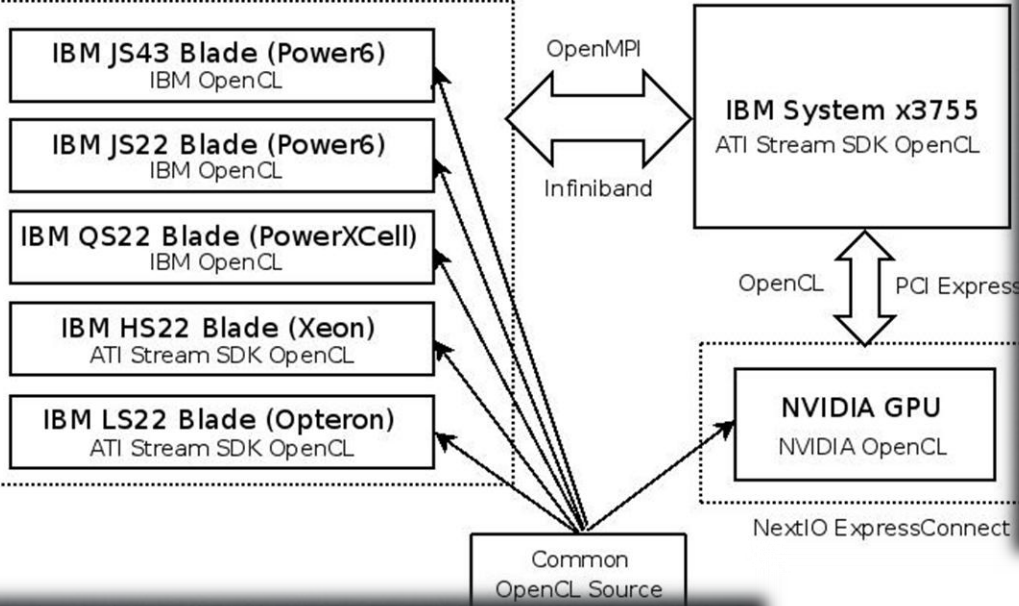 IBM JS43 Blade (Power6)
IBM OpenCL
IBM JS22 Blade (Power6)
IBM OpenCL
IBM QS22 Blade (PowerXCell)
IBM OpenCL
IBM HS22 Blade (Xeon)
ATI Stream SDK OpenCL
IBM LS22 Blade (Opteron)
ATI Stream SDK OpenCL
OpenMPI
Infiniband
IBM System x3755
ATI Stream SDK OpenCL
OpenCL
PCI Express
NVIDIA GPU
NVIDIA OpenCL
NextIO ExpressConnect
Common
OpenCL Source